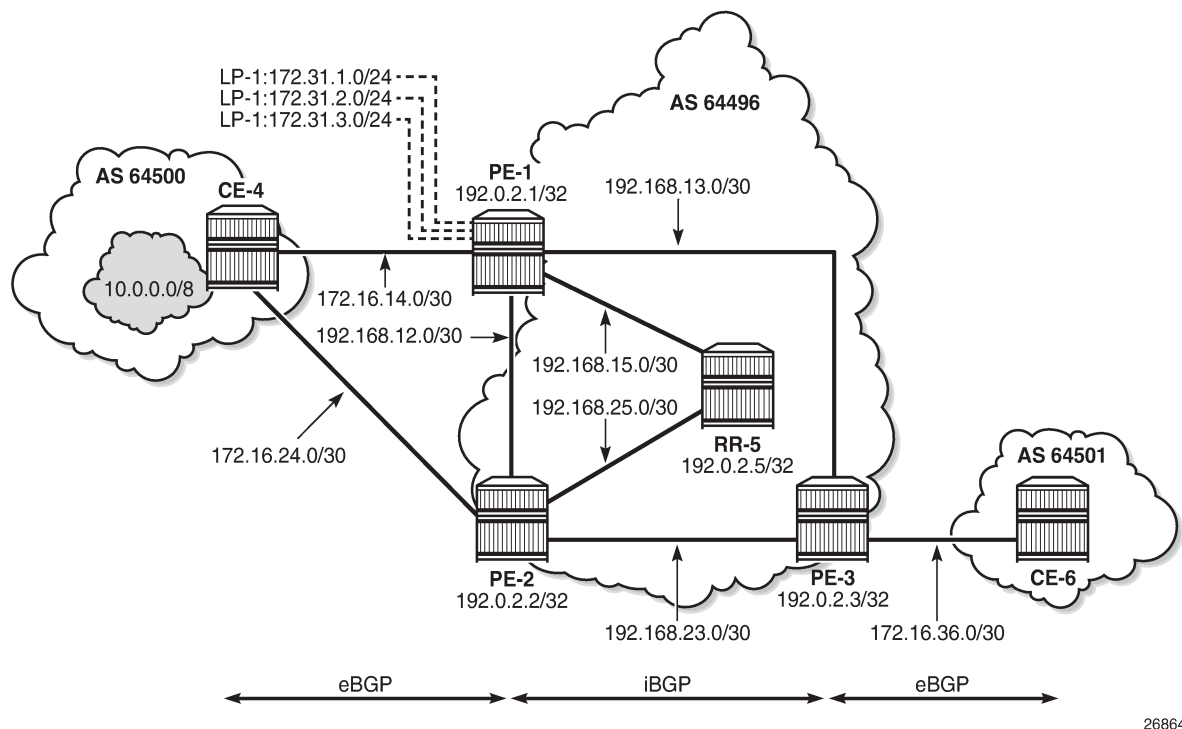 LP-1:172.31.1.0/24
LP-1:172.31.2.0/24
LP-1:172.31.3.0/24
AS 64496
AS 64500
CE-4
PE-1
192.0.2.1/32
192.168.13.0/30
10.0.0.0/8
172.16.14.0/30
192.168.12.0/30
192.168.15.0/30
192.168.25.0/30
172.16.24.0/30
RR-5
192.0.2.5/32
AS 64501
PE-2
192.0.2.2/32
PE-3
192.0.2.3/32
CE-6
192.168.23.0/30
172.16.36.0/30
eBGP
iBGP
eBGP
26864